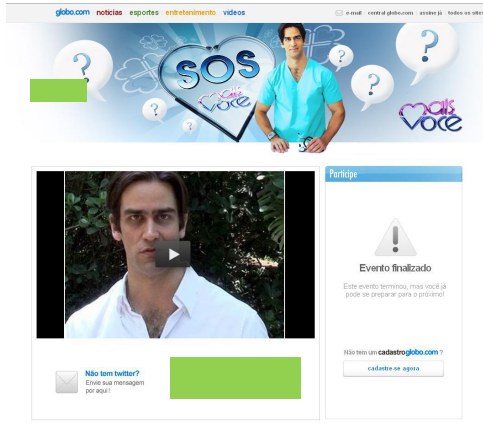 globo.com notícias esportes entretenimento vídeos
e-mail central globo.com assine já todos os sites
SOS
mais você
mais você
SOS
Participe
Evento finalizado
Este evento terminou, mas você já
pode se preparar para o próximo!
Não tem twitter?
Envie sua mensagem
por aqui!
Não tem um cadastro globo.com ?
cadastre-se agora